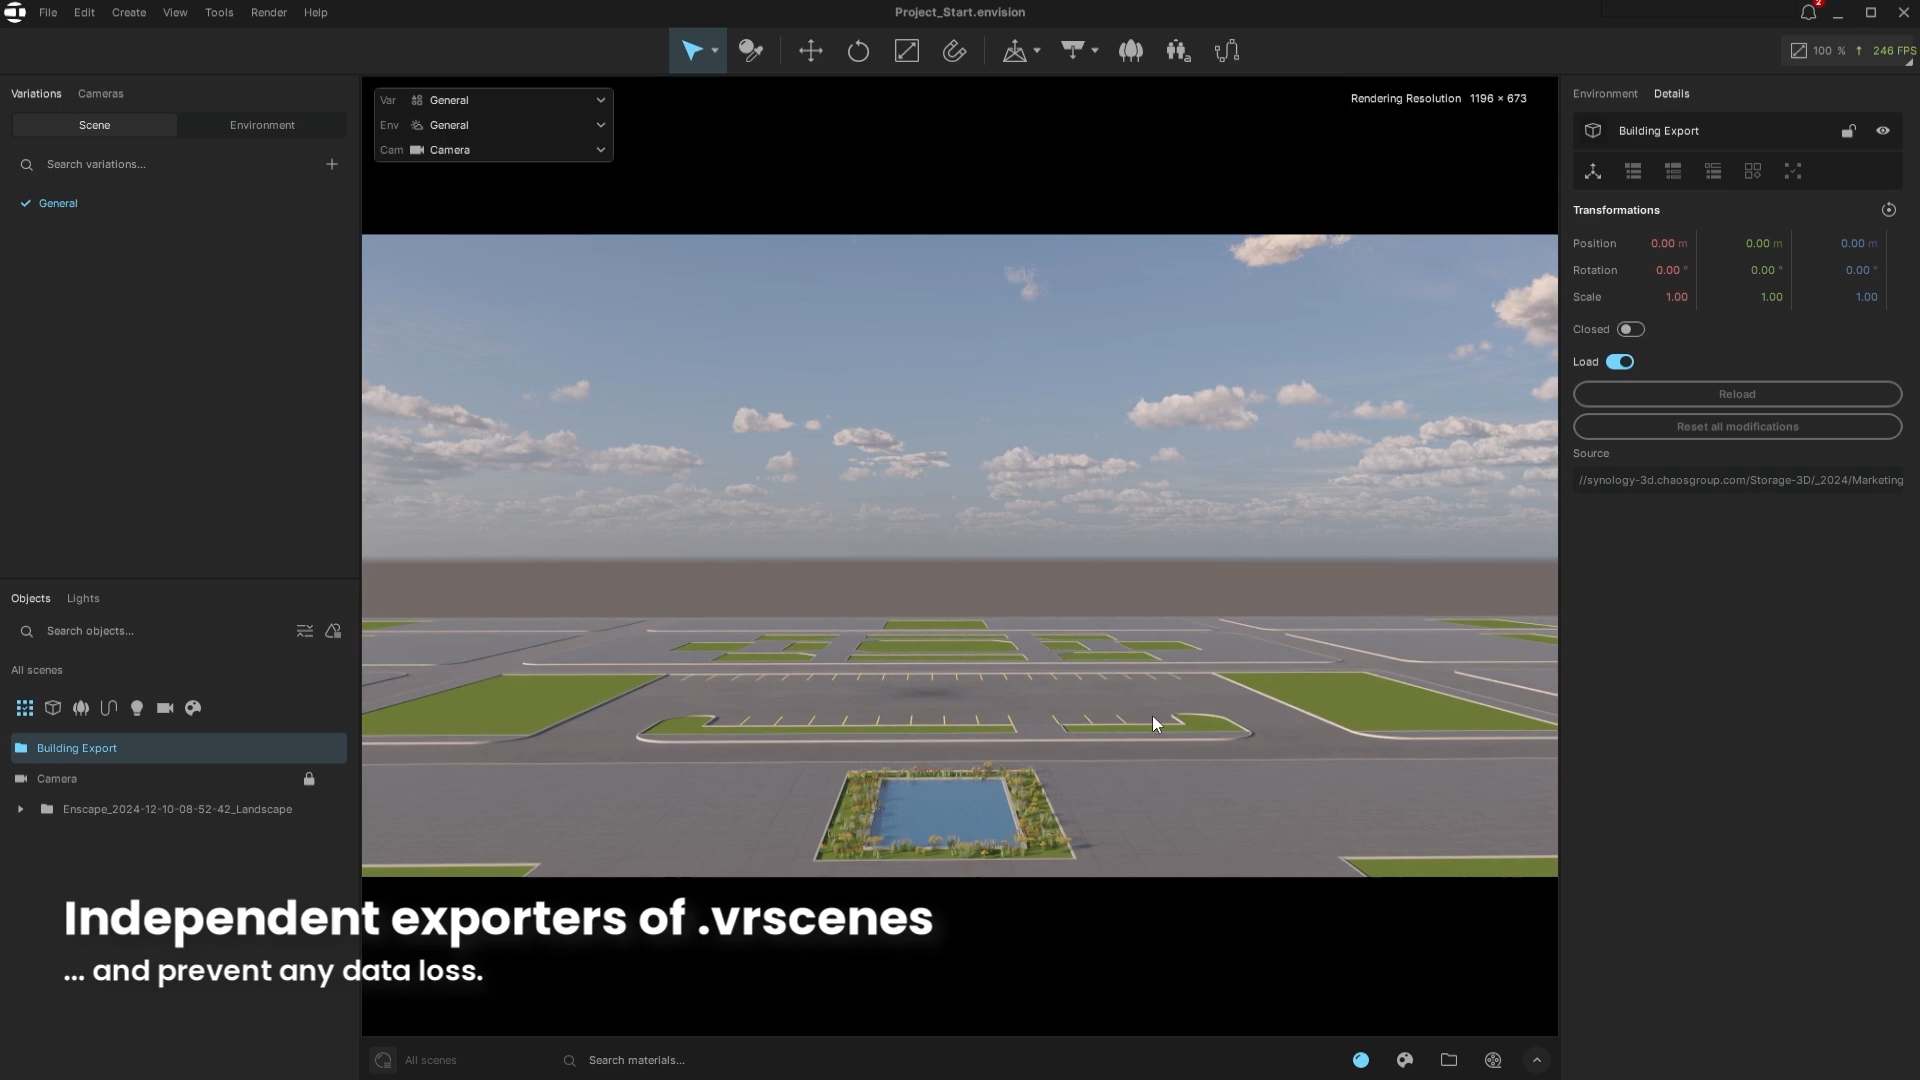 File Edit Create View Tools Render Help
Project_Start.envision
2
100 % ↑ 246 FPS
Variations Cameras
Scene Environment
Search variations...
General
Var General
Env General
Cam Camera
Rendering Resolution 1196 × 673
Environment Details
Building Export
Transformations
Position 0.00 m 0.00 m 0.00 m
Rotation 0.00 ° 0.00 ° 0.00 °
Scale 1.00 1.00 1.00
Closed
Load
Reload
Reset all modifications
Source
//synology-3d.chaosgroup.com/Storage-3D/_2024/Marketing
Objects Lights
Search objects...
All scenes
Building Export
Camera
Enscape_2024-12-10-08-52-42_Landscape
Independent exporters of .vrscenes
... and prevent any data loss.
All scenes
Search materials...